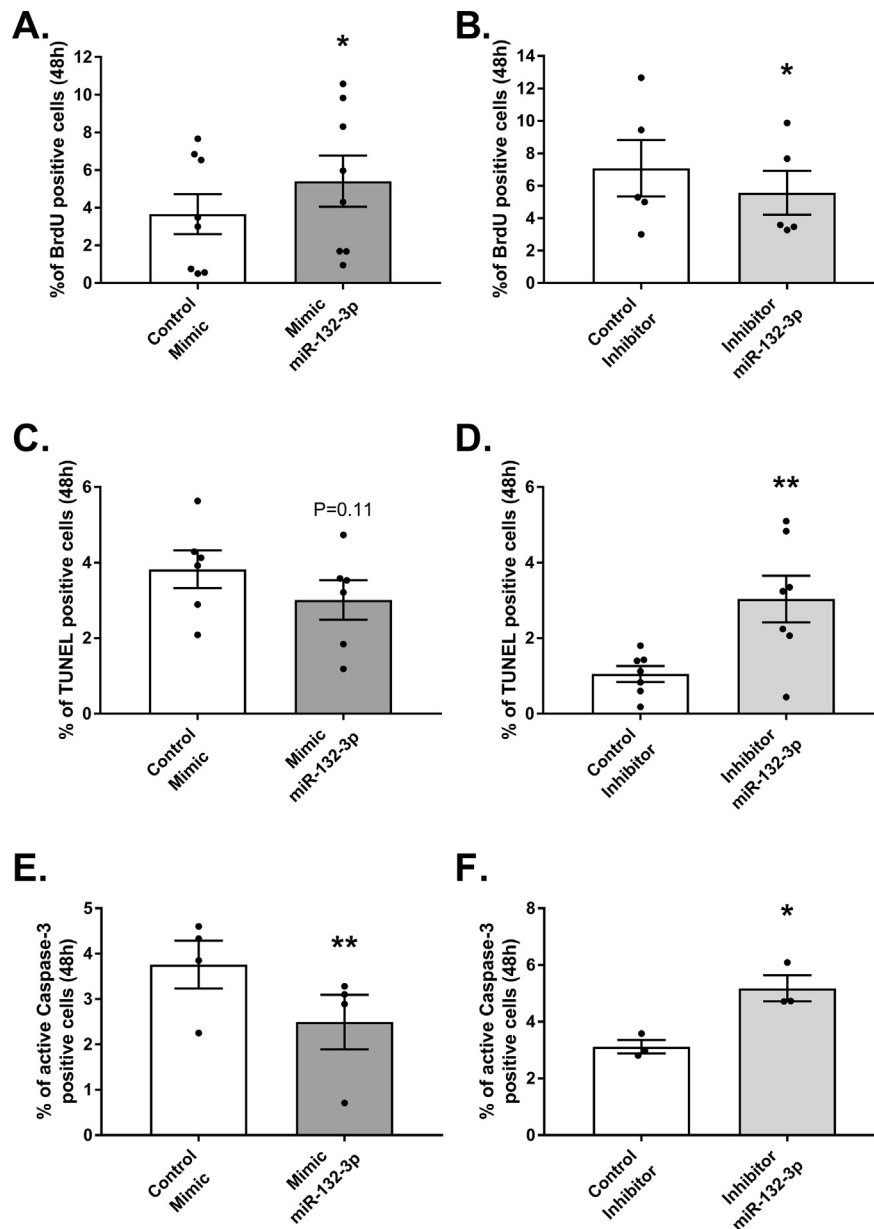 A.
%of BrdU positive cells (48h)
12
10
8
6
4
2
0
*
Control
Mimic
Mimic
miR-132-3p
B.
%of BrdU positive cells (48h)
14
12
10
8
6
4
2
0
*
Control
Inhibitor
Inhibitor
miR-132-3p
C.
% of TUNEL positive cells (48h)
6
4
2
0
P=0.11
Control
Mimic
Mimic
miR-132-3p
D.
% of TUNEL positive cells (48h)
6
4
2
0
**
Control
Inhibitor
Inhibitor
miR-132-3p
E.
% of active Caspase-3
positive cells (48h)
5
4
3
2
1
0
**
Control
Mimic
Mimic
miR-132-3p
F.
% of active Caspase-3
positive cells (48h)
8
6
4
2
0
*
Control
Inhibitor
Inhibitor
miR-132-3p